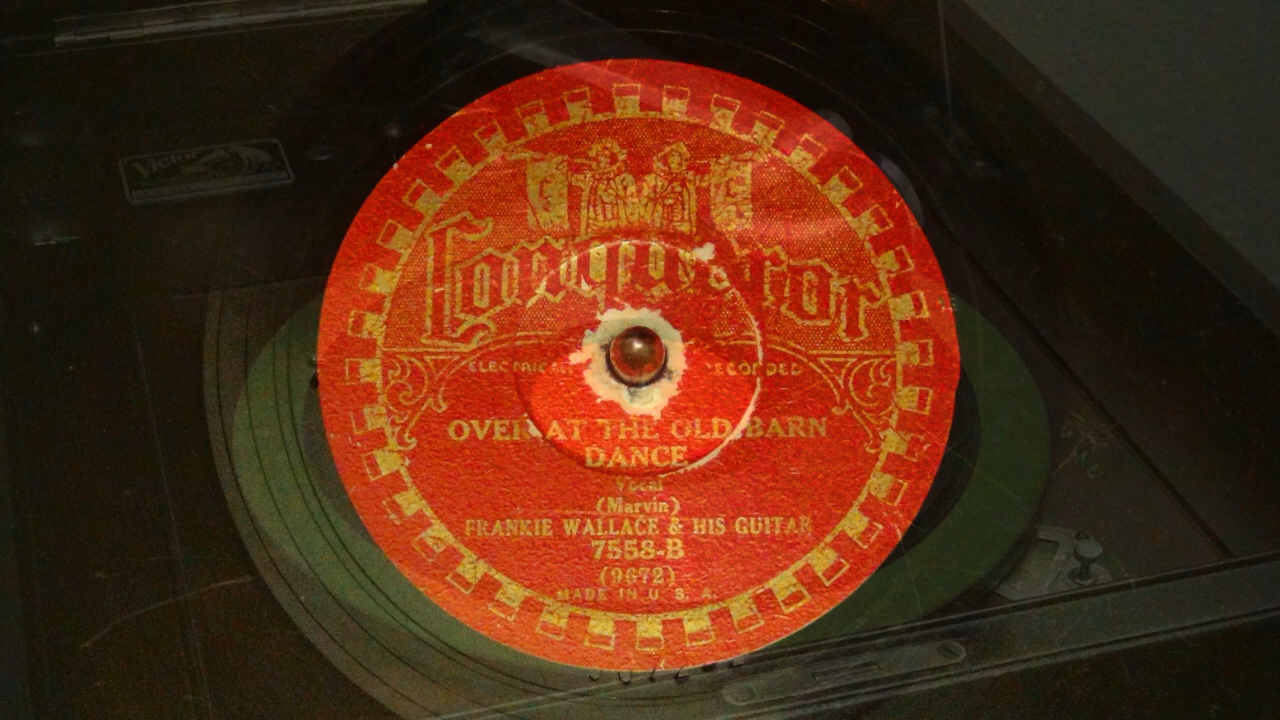 Victor
Conqueror
ELECTRICALLY RECORDED
OVER AT THE OLD BARN
DANCE
Vocal
(Marvin)
FRANKIE WALLACE & HIS GUITAR
7558-B
(9672)
MADE IN U. S. A.